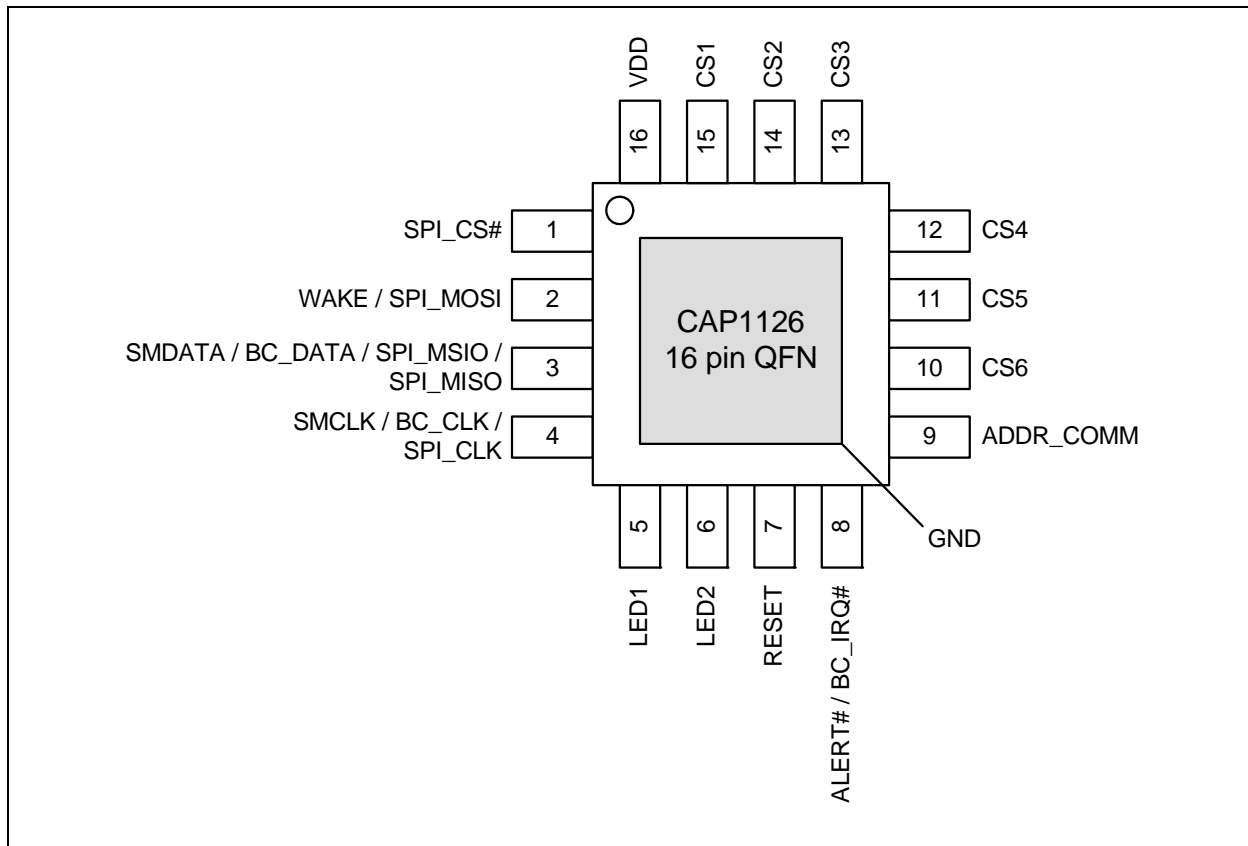 VDD
CS1
CS2
CS3
16
15
14
13
SPI_CS#
1
12
CS4
WAKE / SPI_MOSI
2
11
CS5
SMDATA / BC_DATA / SPI_MSIO /
SPI_MISO
3
10
CS6
SMCLK / BC_CLK /
SPI_CLK
4
9
ADDR_COMM
CAP1126
16 pin QFN
GND
5
6
7
8
LED1
LED2
RESET
ALERT# / BC_IRQ#